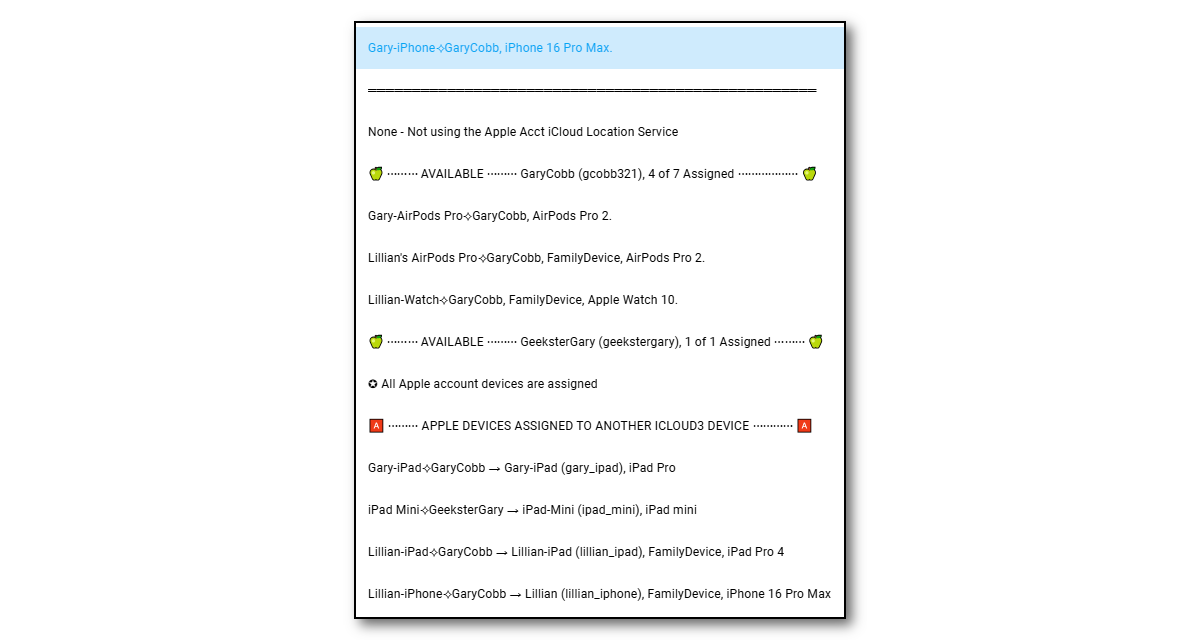 Gary-iPhone⟡GaryCobb, iPhone 16 Pro Max.
═══════════════════════════════════════════════════
None - Not using the Apple Acct iCloud Location Service
🍏 ⋯⋯⋯ AVAILABLE ⋯⋯⋯ GaryCobb (gcobb321), 4 of 7 Assigned ⋯⋯⋯⋯⋯⋯ 🍏
Gary-AirPods Pro⟡GaryCobb, AirPods Pro 2.
Lillian's AirPods Pro⟡GaryCobb, FamilyDevice, AirPods Pro 2.
Lillian-Watch⟡GaryCobb, FamilyDevice, Apple Watch 10.
🍏 ⋯⋯⋯ AVAILABLE ⋯⋯⋯ GeeksterGary (geekstergary), 1 of 1 Assigned ⋯⋯⋯ 🍏
✪ All Apple account devices are assigned
🅰 ⋯⋯⋯ APPLE DEVICES ASSIGNED TO ANOTHER ICLOUD3 DEVICE ⋯⋯⋯⋯ 🅰
Gary-iPad⟡GaryCobb → Gary-iPad (gary_ipad), iPad Pro
iPad Mini⟡GeeksterGary → iPad-Mini (ipad_mini), iPad mini
Lillian-iPad⟡GaryCobb → Lillian-iPad (lillian_ipad), FamilyDevice, iPad Pro 4
Lillian-iPhone⟡GaryCobb → Lillian (lillian_iphone), FamilyDevice, iPhone 16 Pro Max